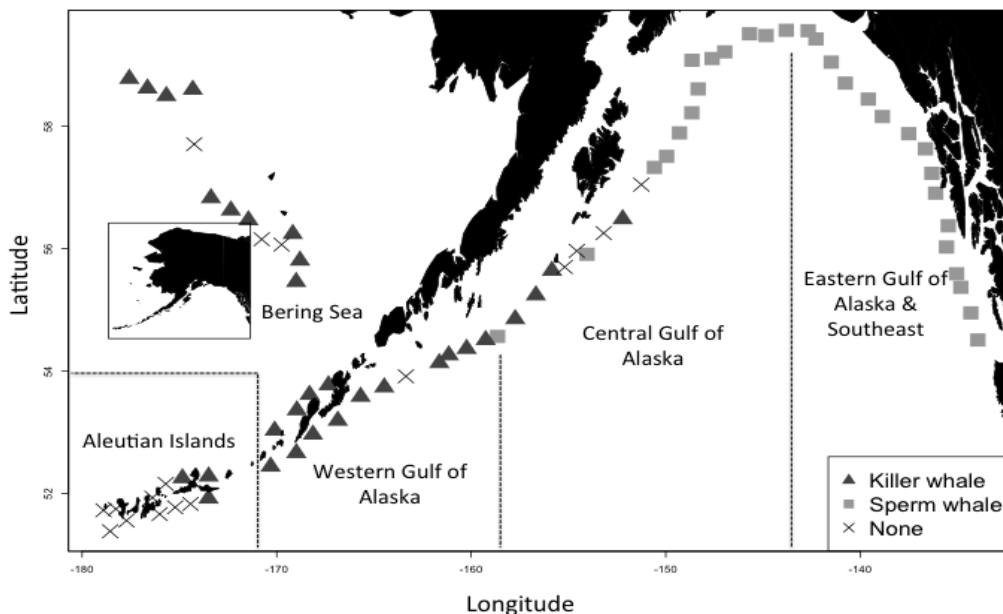 58
56
54
52
Latitude
Bering Sea
Eastern Gulf of
Alaska &
Southeast
Central Gulf of
Alaska
Aleutian Islands
Western Gulf of
Alaska
Killer whale
Sperm whale
None
-180
-170
-160
-150
-140
Longitude